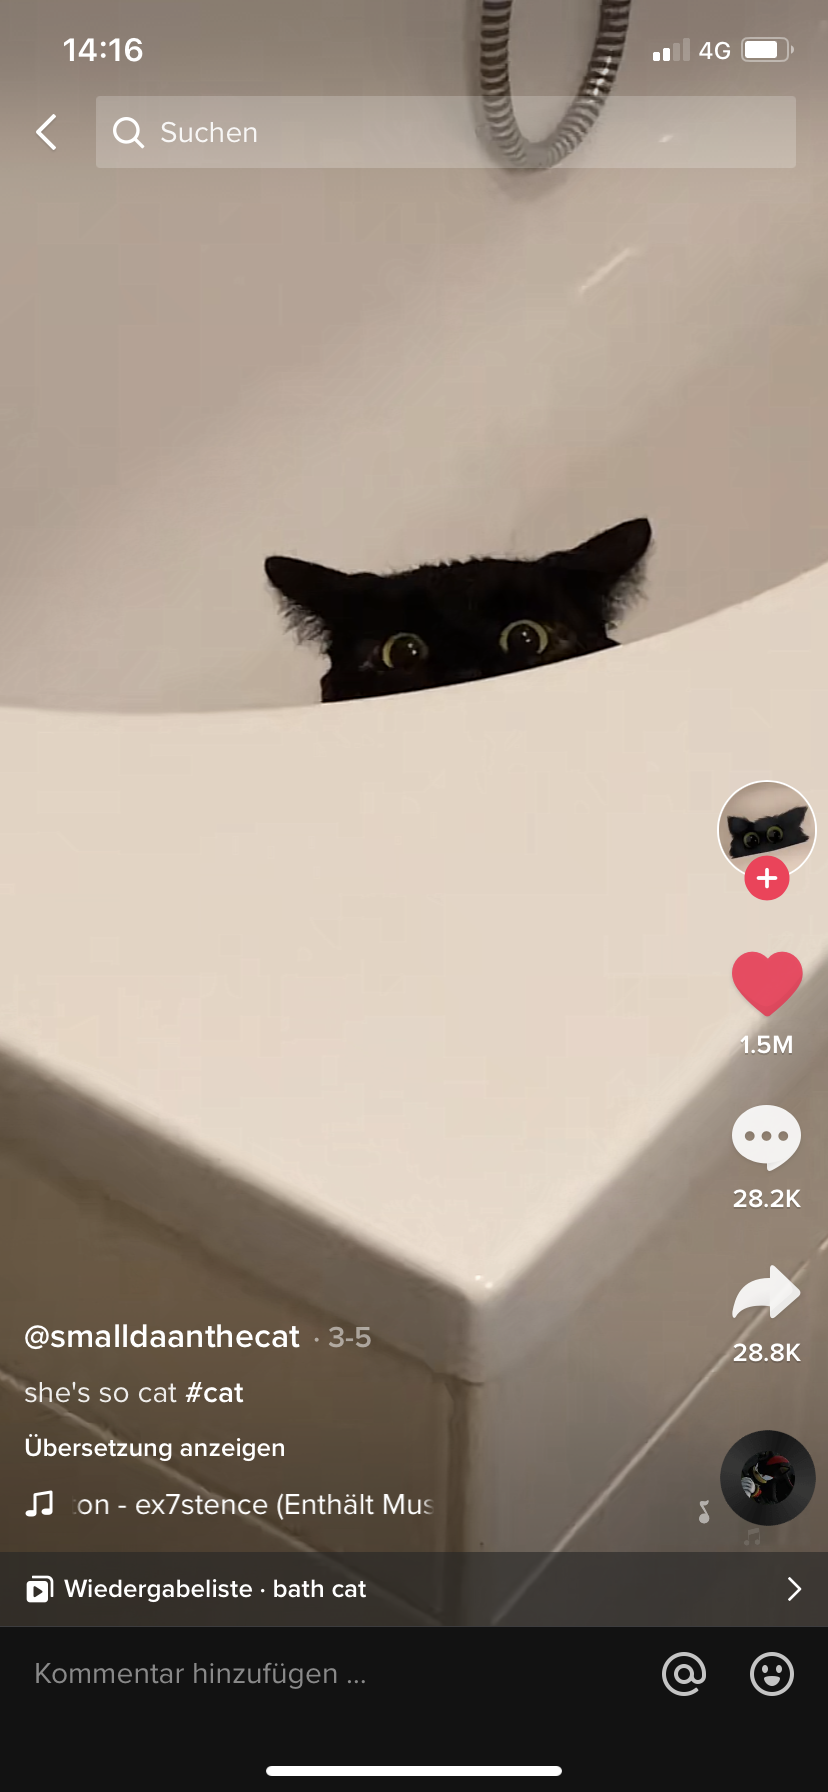 14:16
4G
Suchen
1.5M
28.2K
28.8K
@smalldaanthecat · 3-5
she's so cat #cat
Übersetzung anzeigen
on - ex7stence (Enthält Mus
Wiedergabeliste · bath cat
Kommentar hinzufügen ...